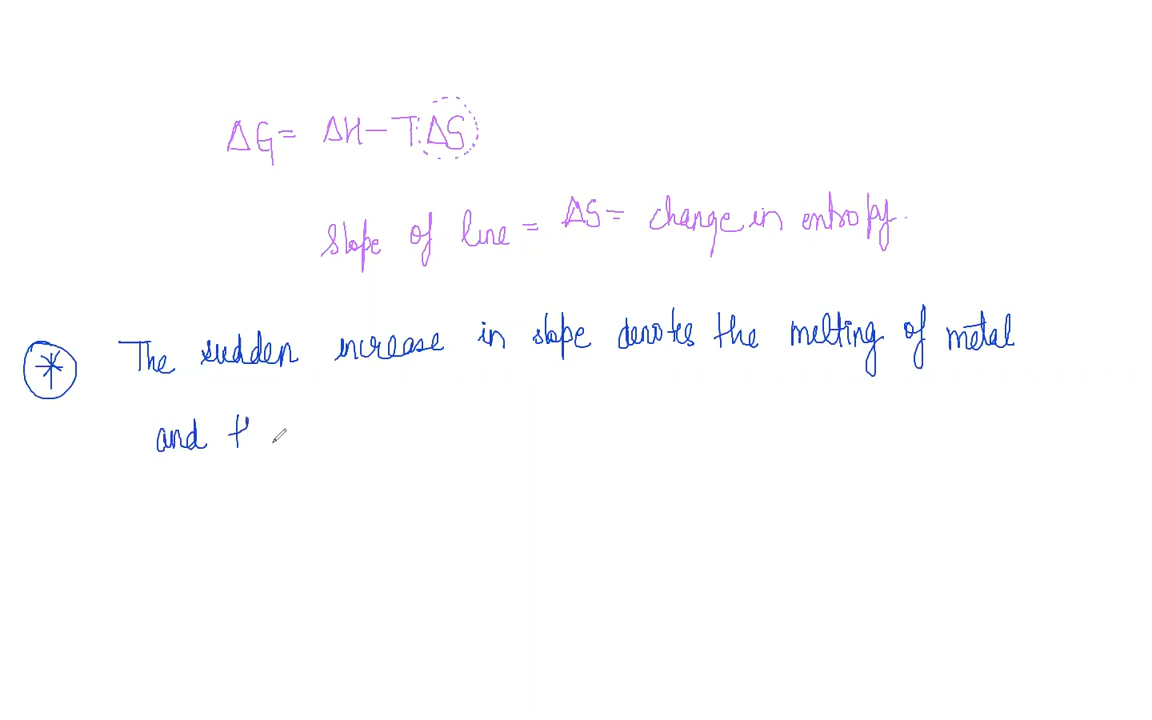 ΔG = ΔH - T.ΔS
Slope of line = ΔS = change in entropy.
* The sudden increase in slope denotes the melting of metal
and